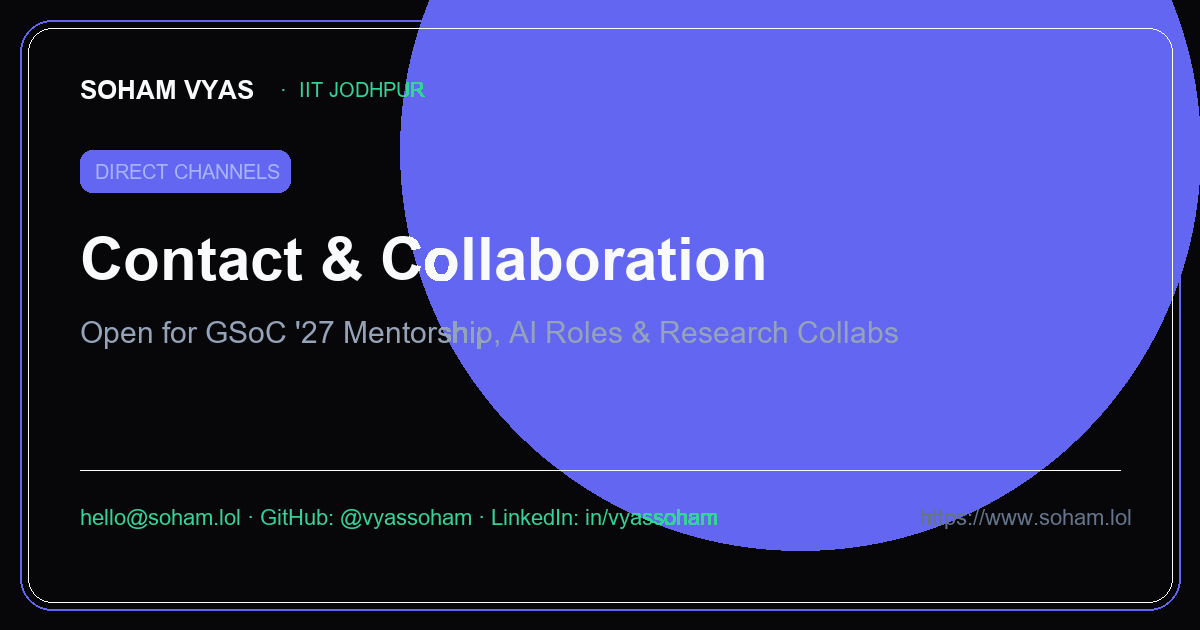 SOHAM VYAS · IIT JODHPUR
DIRECT CHANNELS
Contact & Collaboration
Open for GSoC '27 Mentorship, AI Roles & Research Collabs
hello@soham.lol · GitHub: @vyassoham · LinkedIn: in/vyassoham
https://www.soham.lol